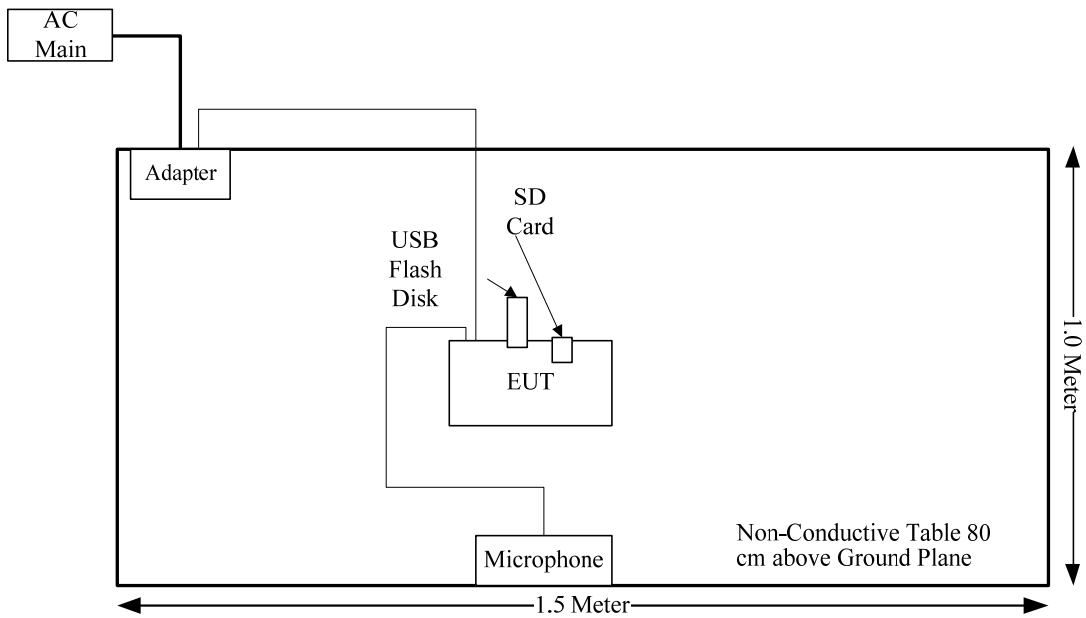 AC
Main
Adapter
SD
Card
USB
Flash
Disk
EUT
1.0 Meter
Non-Conductive Table 80
cm above Ground Plane
Microphone
1.5 Meter